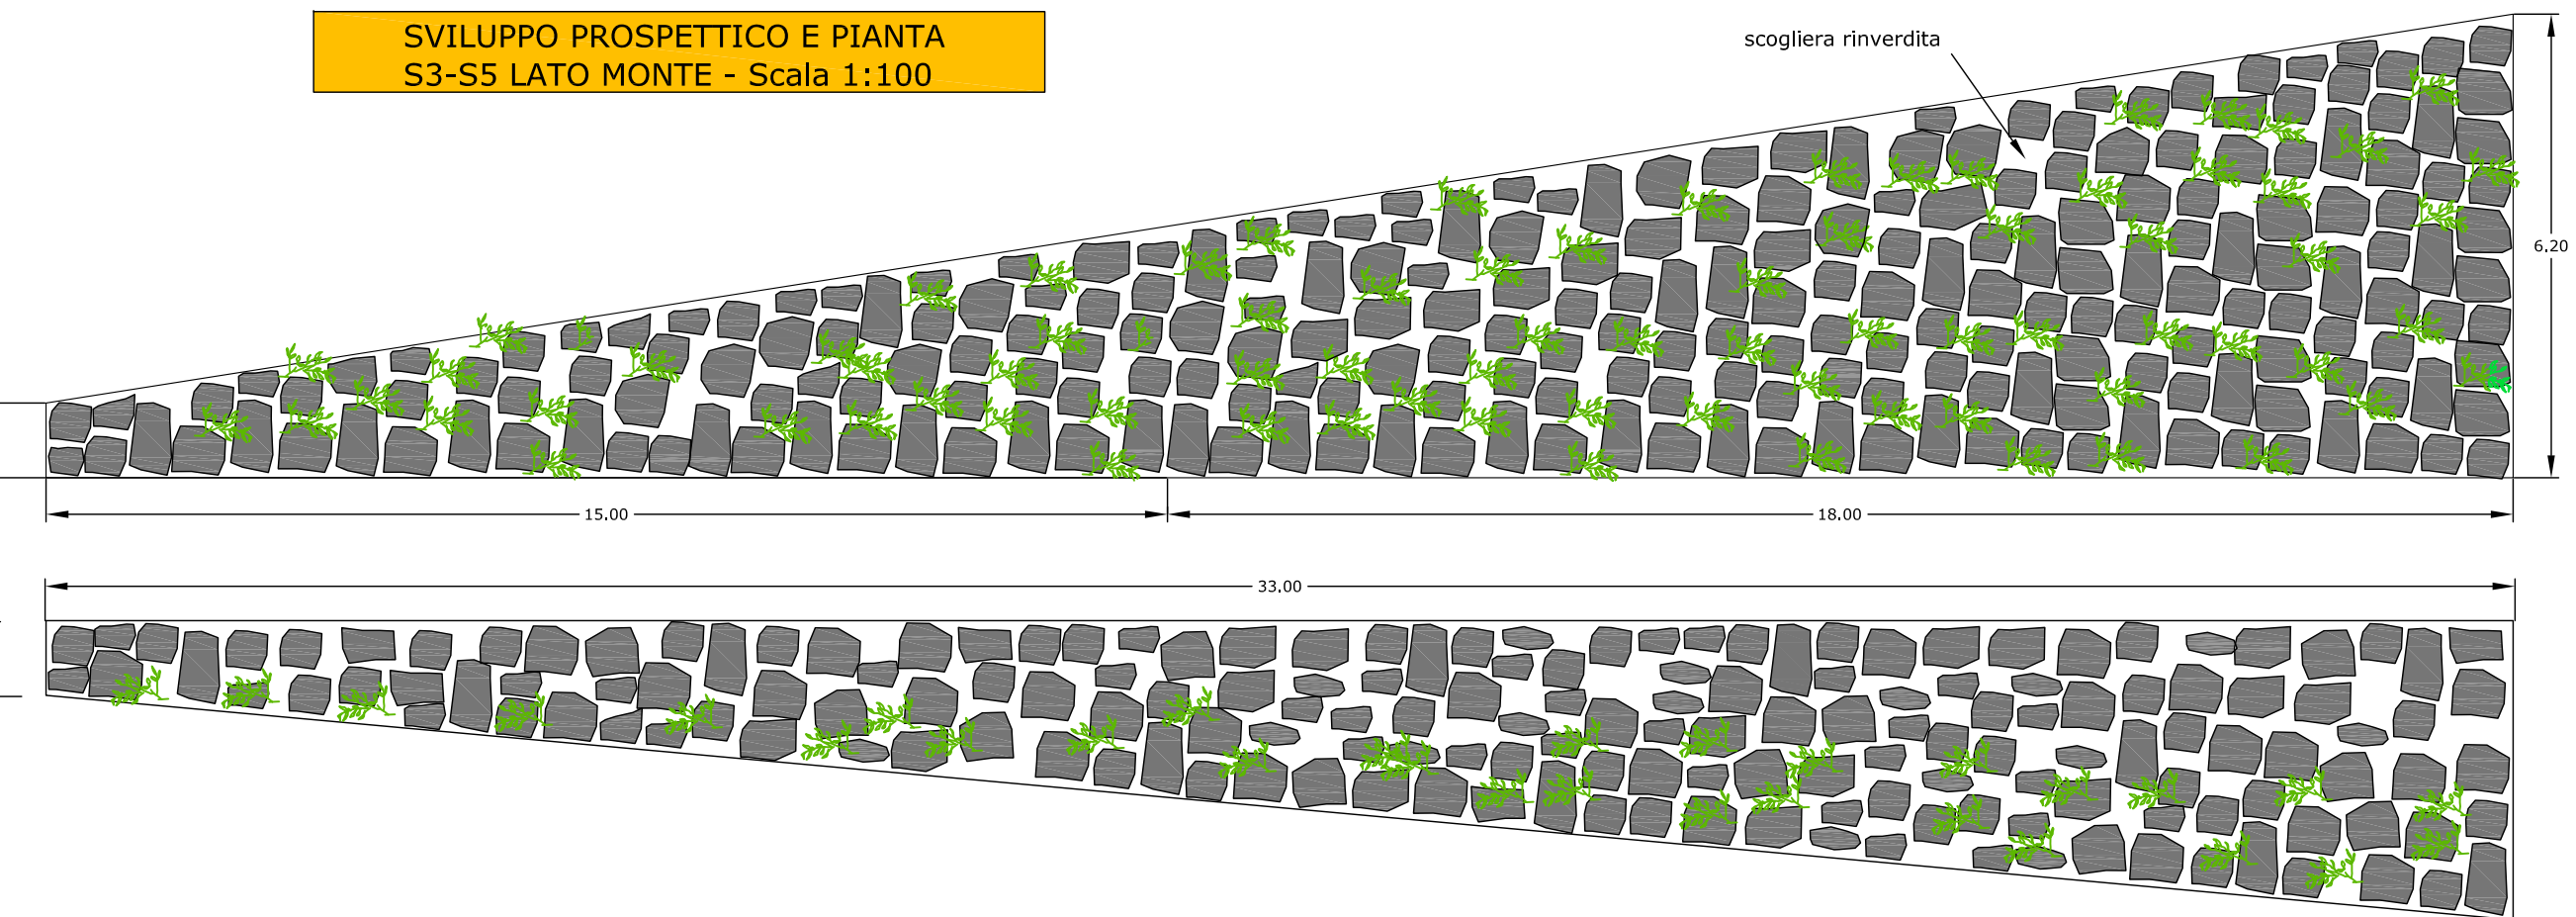 SVILUPPO PROSPETTICO E PIANTA
S3-S5 LATO MONTE - Scala 1:100
scogliera rinverdita
6.20
15.00
18.00
33.00